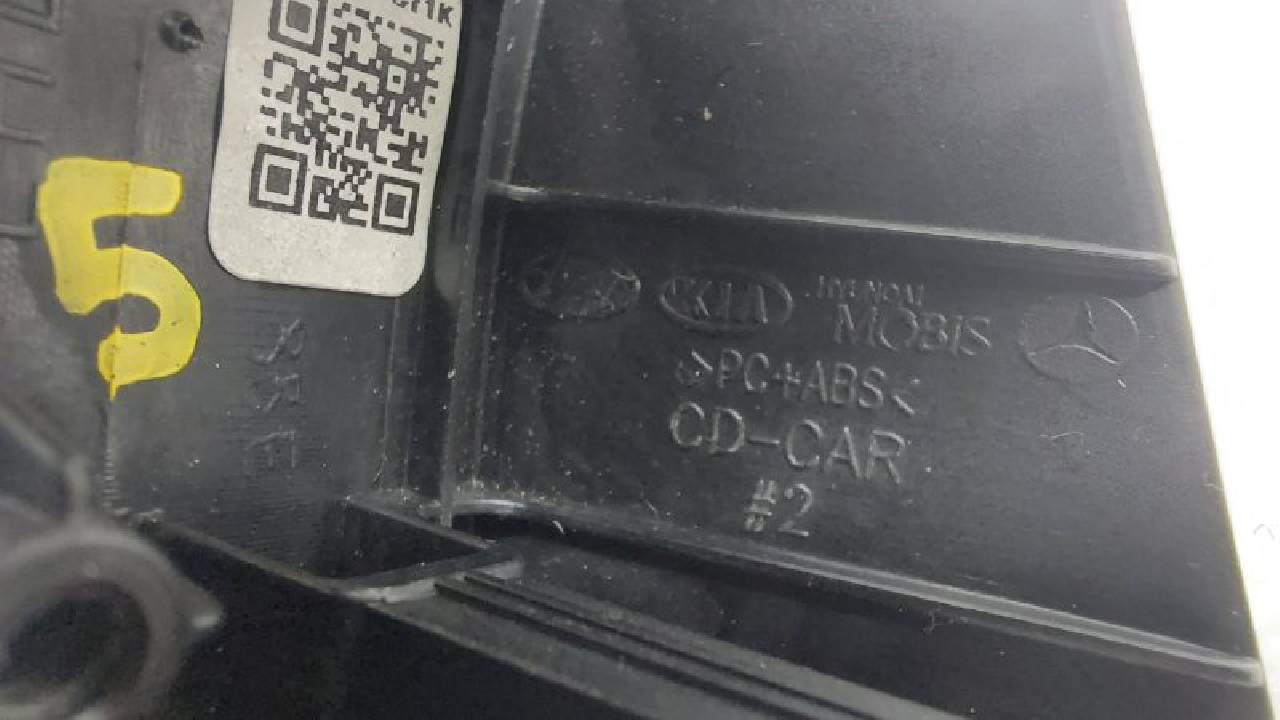 5
KIA
MOBIS
>PC+ABS<
CD-CAR
#2